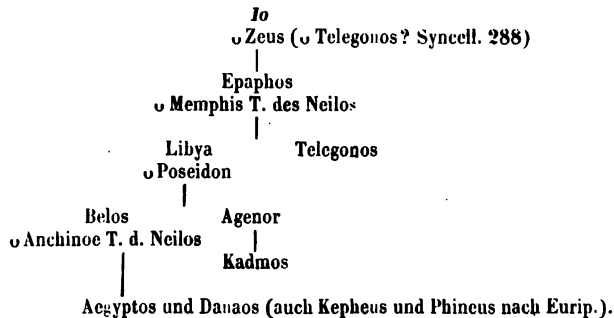 Io
ᴗ Zeus (ᴗ Telegonos? Syncell. 288)
Epaphos
ᴗ Memphis T. des Neilos
Libya Telegonos
ᴗ Poseidon
Belos Agenor
ᴗ Anchinoe T. d. Neilos
Kadmos
Aegyptos und Danaos (auch Kepheus und Phineus nach Eurip.).